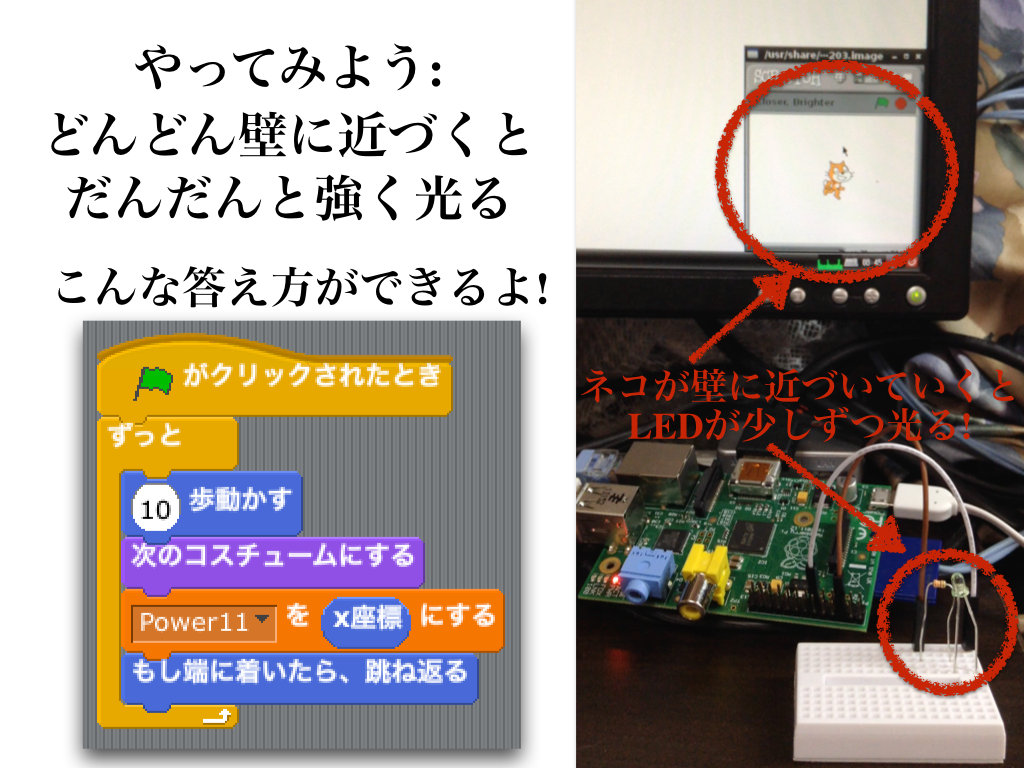 やってみよう:
どんどん壁に近づくと
だんだんと強く光る
こんな答え方ができるよ!
がクリックされたとき
ずっと
10 歩動かす
次のコスチュームにする
Power11 を x座標 にする
もし端に着いたら、跳ね返る
/usr/share/—203.image
SCRATCH
Closer, Brighter
ネコが壁に近づいていくと
LEDが少しずつ光る!